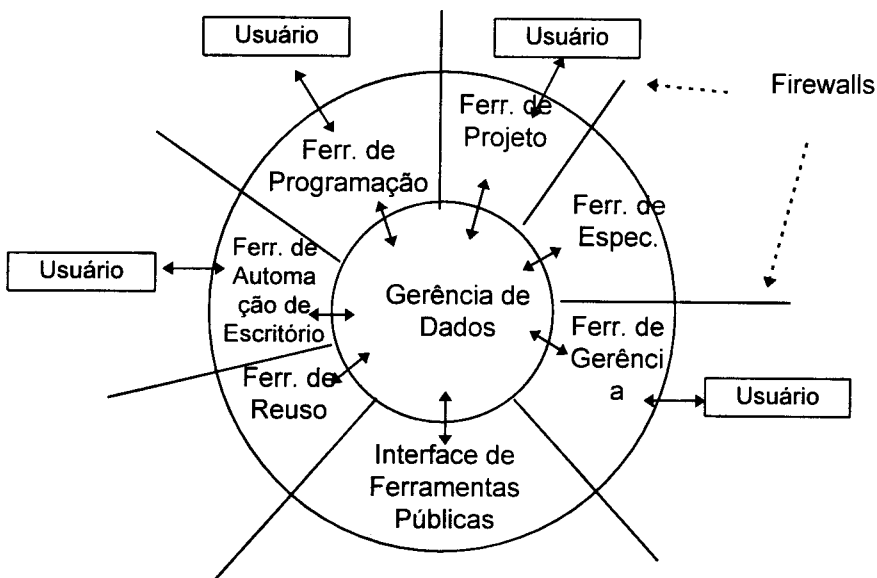 Usuário
Usuário
Firewalls
Ferr. de
Projeto
Ferr. de
Programação
Ferr. de
Espec.
Usuário
Ferr. de
Automa
ção de
Escritório
Gerência de
Dados
Ferr. de
Gerênci
a
Ferr. de
Reuso
Usuário
Interface de
Ferramentas
Públicas